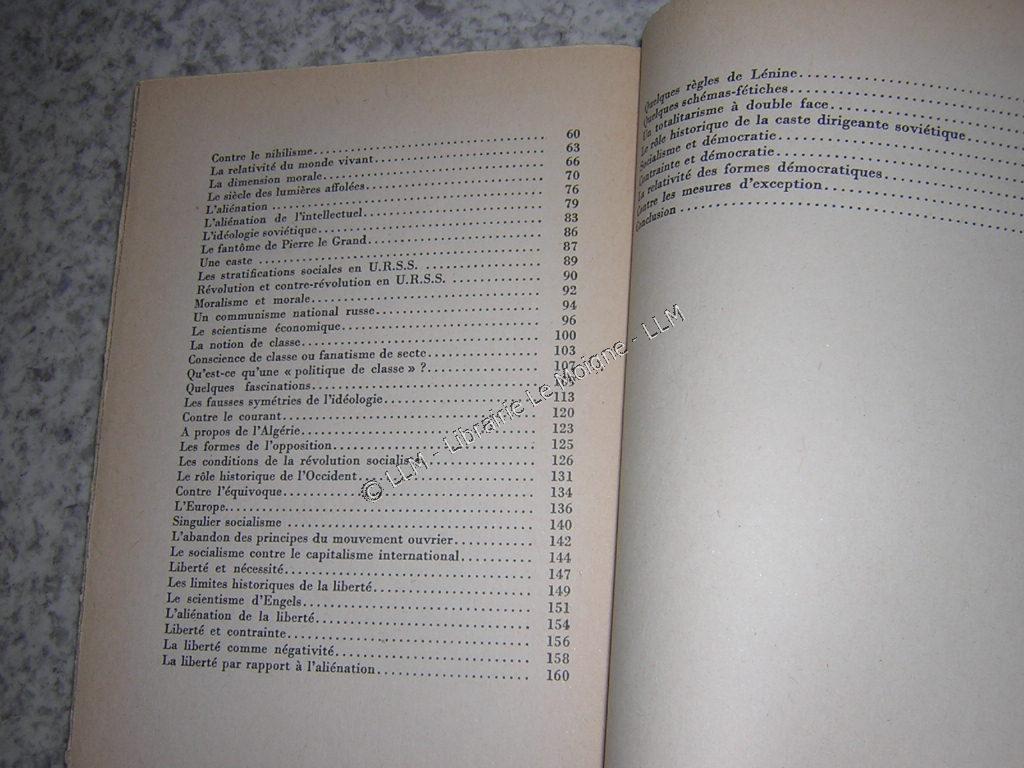 Contre le nihilisme 60
La relativité du monde vivant 63
La dimension morale 66
Le siècle des lumières affolées 70
L'aliénation 76
L'aliénation de l'intellectuel 79
L'idéologie soviétique 83
Le fantôme de Pierre le Grand 86
Une caste 87
Les stratifications sociales en U.R.S.S. 89
Révolution et contre-révolution en U.R.S.S. 90
Moralisme et morale 92
Un communisme national russe 94
Le scientisme économique 96
La notion de classe 100
Conscience de classe ou fanatisme de secte 103
Qu'est-ce qu'une « politique de classe » ? 107
Quelques fascinations
Les fausses symétries de l'idéologie 113
Contre le courant 120
A propos de l'Algérie 123
Les formes de l'opposition 125
Les conditions de la révolution socialiste 126
Le rôle historique de l'Occident 131
Contre l'équivoque 134
L'Europe 136
Singulier socialisme 140
L'abandon des principes du mouvement ouvrier 142
Le socialisme contre le capitalisme international 144
Liberté et nécessité 147
Les limites historiques de la liberté 149
Le scientisme d'Engels 151
L'aliénation de la liberté 154
Liberté et contrainte 156
La liberté comme négativité 158
La liberté par rapport à l'aliénation 160
Quelques règles de Lénine
Quelques schémas-fétiches
Un totalitarisme à double face
Le rôle historique de la caste dirigeante soviétique
Socialisme et démocratie
Contrainte et démocratie
La relativité des formes démocratiques
Contre les mesures d'exception
Conclusion
© LLM - Librairie Le Moigne - LLM